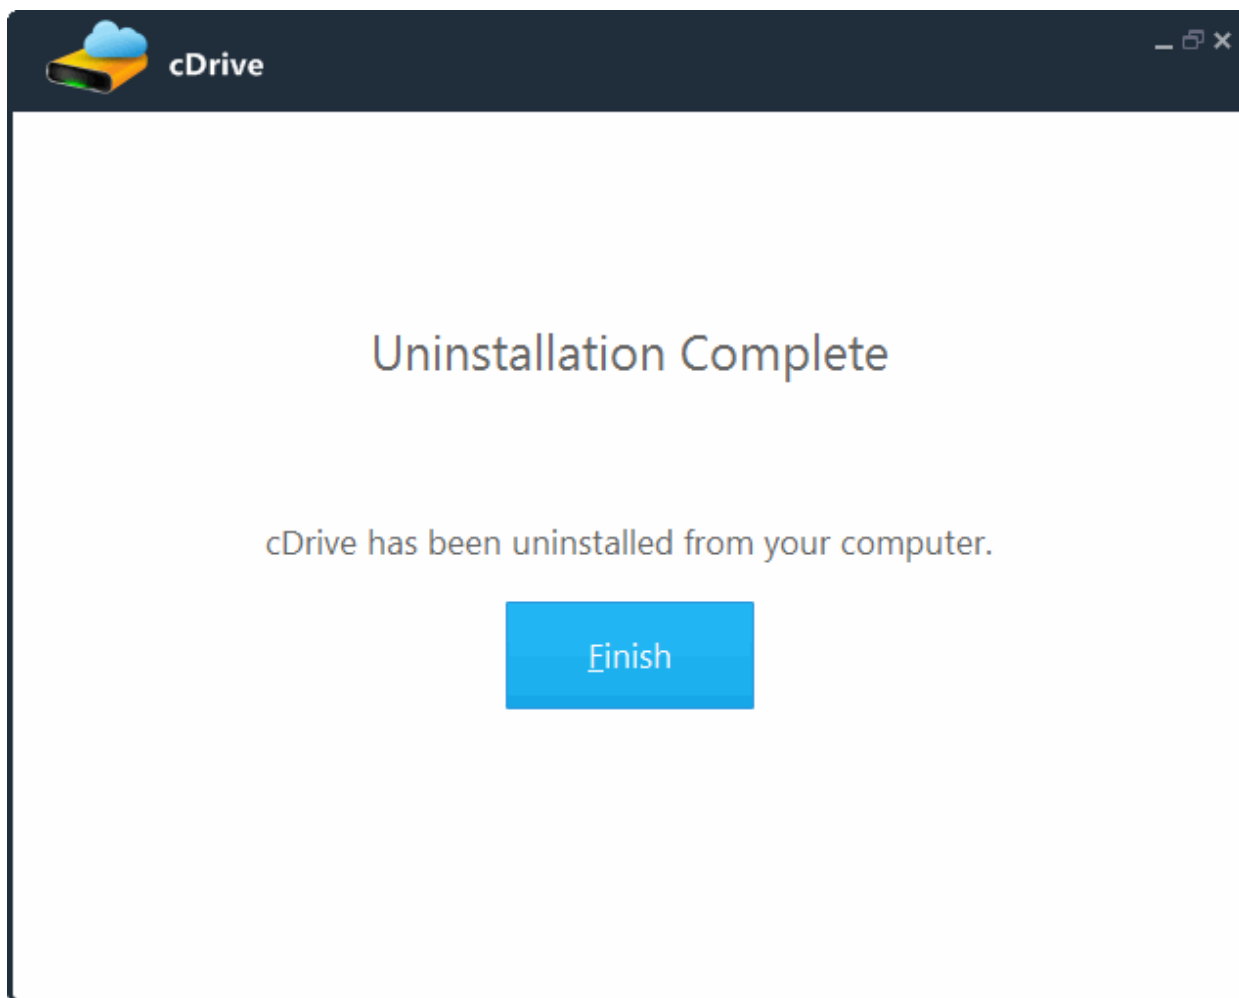 cDrive
Uninstallation Complete
cDrive has been uninstalled from your computer.
Finish